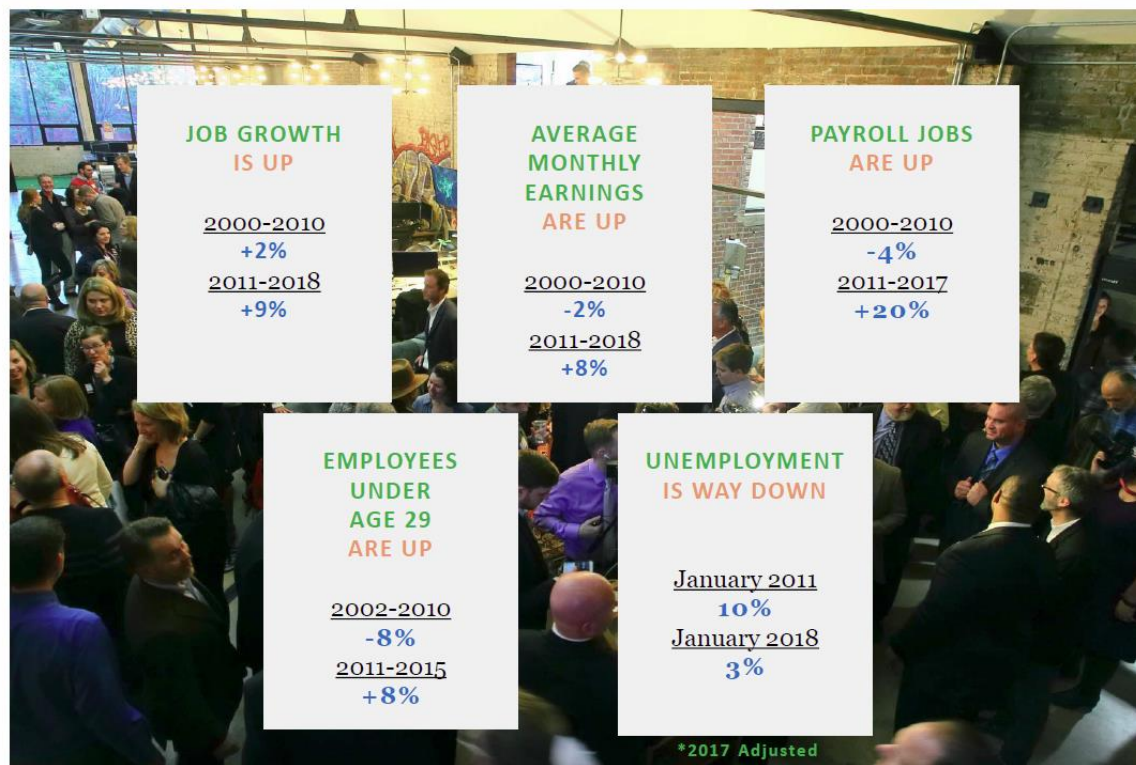 JOB GROWTH
IS UP
2000-2010
+2%
2011-2018
+9%
AVERAGE
MONTHLY
EARNINGS
ARE UP
2000-2010
-2%
2011-2018
+8%
PAYROLL JOBS
ARE UP
2000-2010
-4%
2011-2017
+20%
EMPLOYEES
UNDER
AGE 29
ARE UP
2002-2010
-8%
2011-2015
+8%
UNEMPLOYMENT
IS WAY DOWN
January 2011
10%
January 2018
3%
*2017 Adjusted